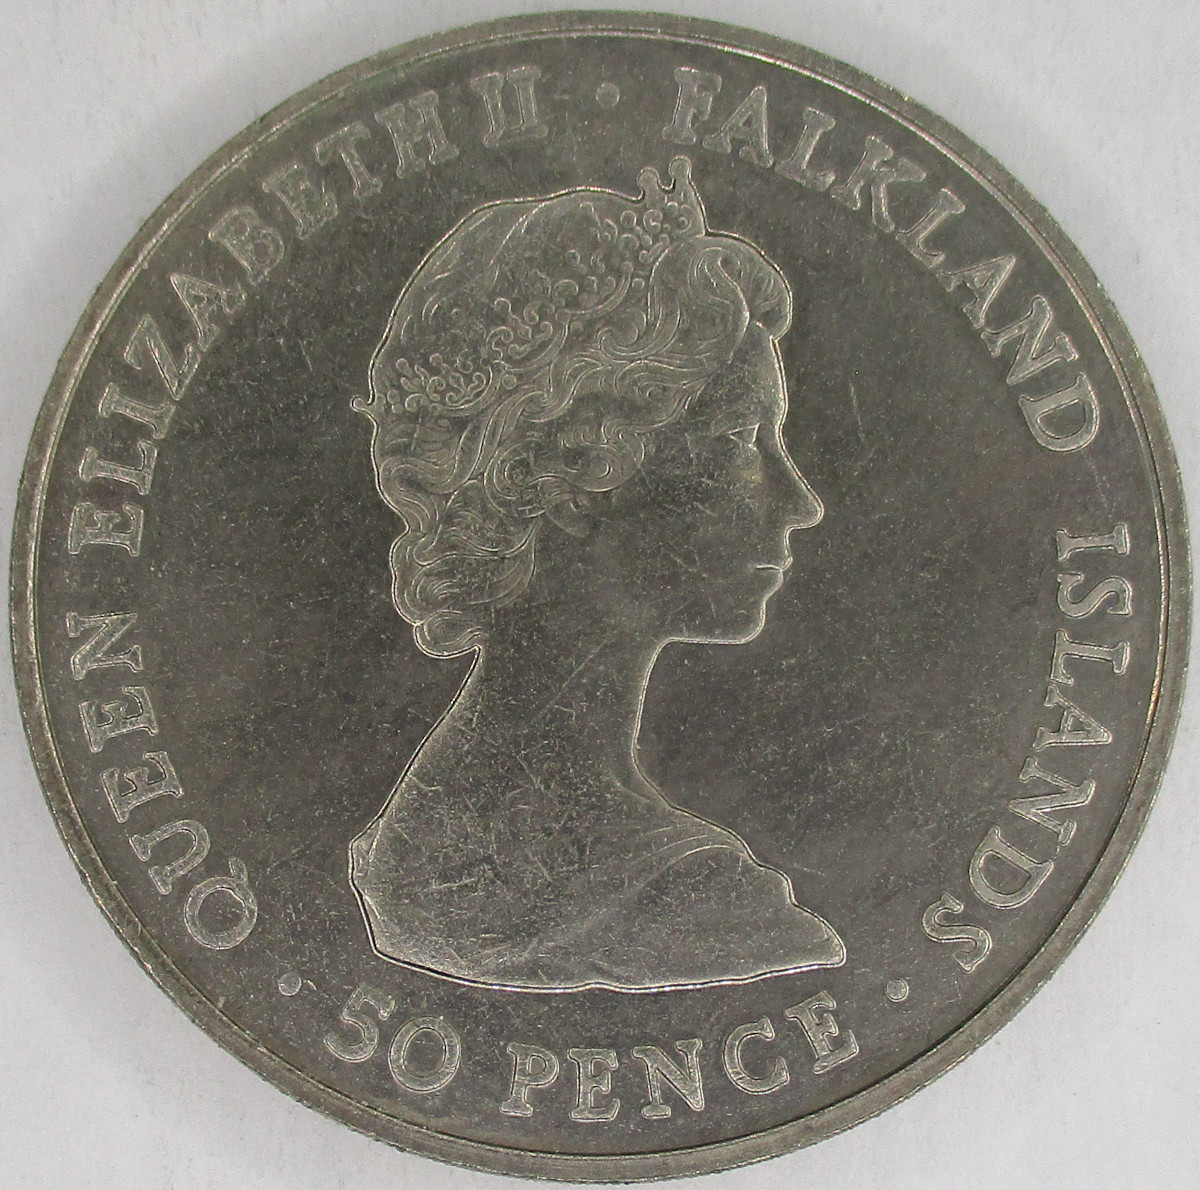 QUEEN ELIZABETH II · FALKLAND ISLANDS ·
50 PENCE ·